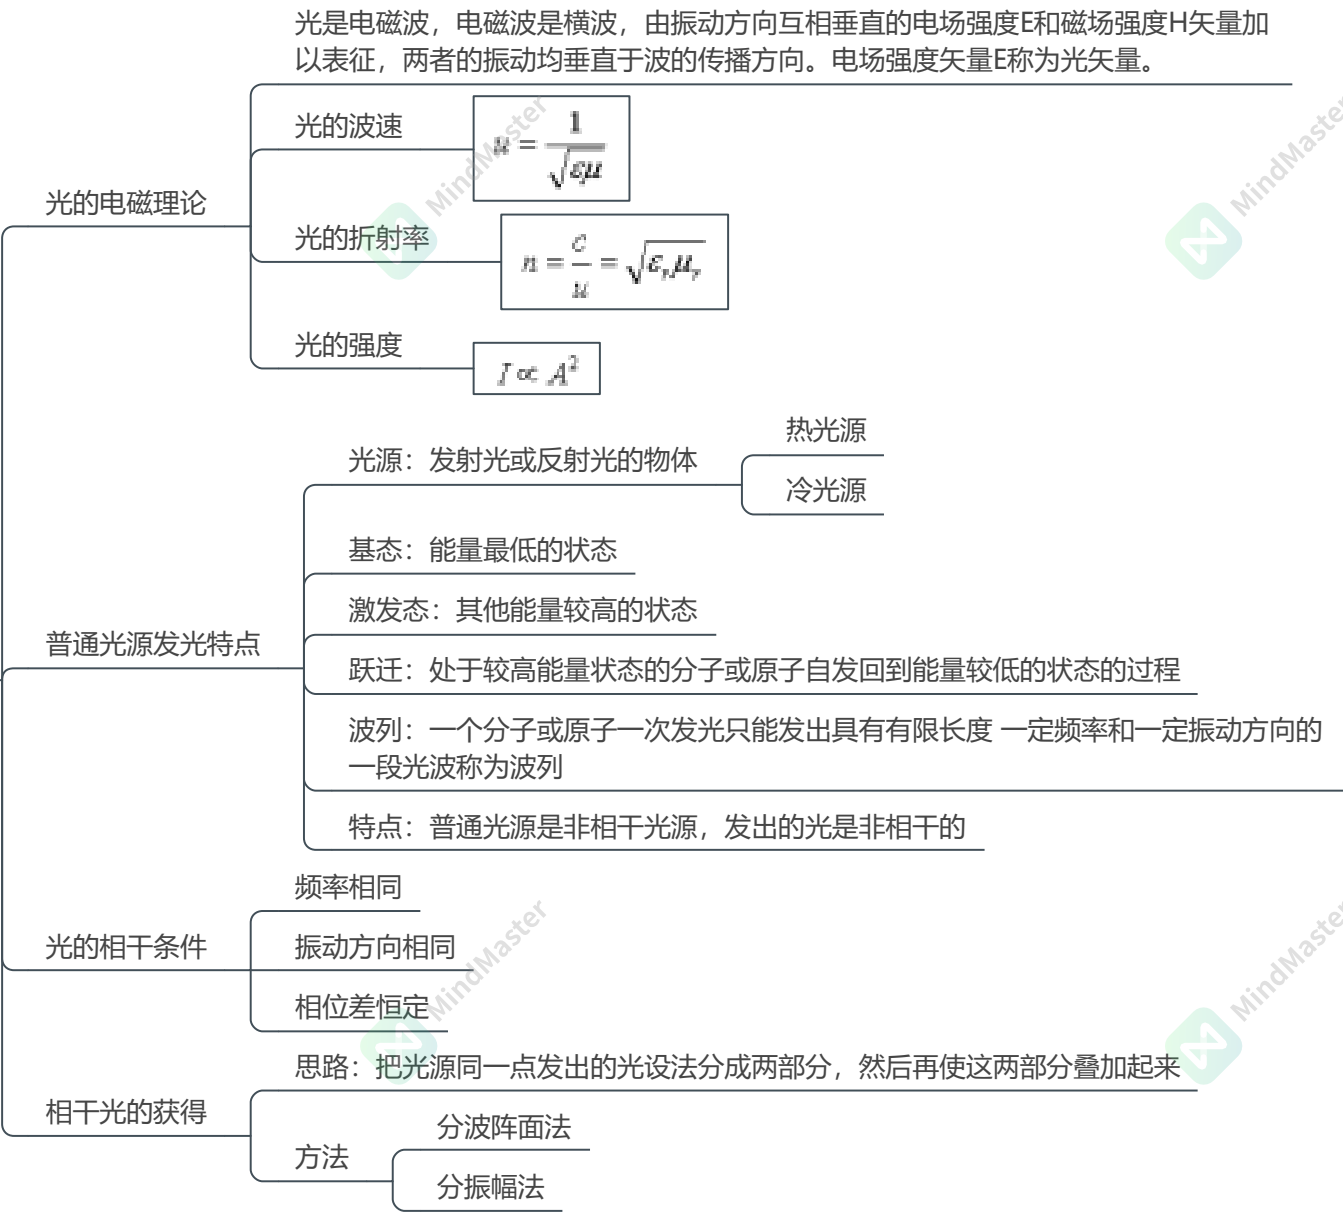 光是电磁波，电磁波是横波，由振动方向互相垂直的电场强度E和磁场强度H矢量加
以表征，两者的振动均垂直于波的传播方向。电场强度矢量E称为光矢量。
光的波速
u = 1/√εμ
光的电磁理论
光的折射率
n = c/u = √ε_r μ_r
光的强度
I ∝ A²
热光源
光源：发射光或反射光的物体
冷光源
基态：能量最低的状态
激发态：其他能量较高的状态
普通光源发光特点
跃迁：处于较高能量状态的分子或原子自发回到能量较低的状态的过程
波列：一个分子或原子一次发光只能发出具有有限长度 一定频率和一定振动方向的
一段光波称为波列
特点：普通光源是非相干光源，发出的光是非相干的
频率相同
光的相干条件
振动方向相同
相位差恒定
思路：把光源同一点发出的光设法分成两部分，然后再使这两部分叠加起来
相干光的获得
分波阵面法
方法
分振幅法
MindMaster
MindMaster
MindMaster
MindMaster